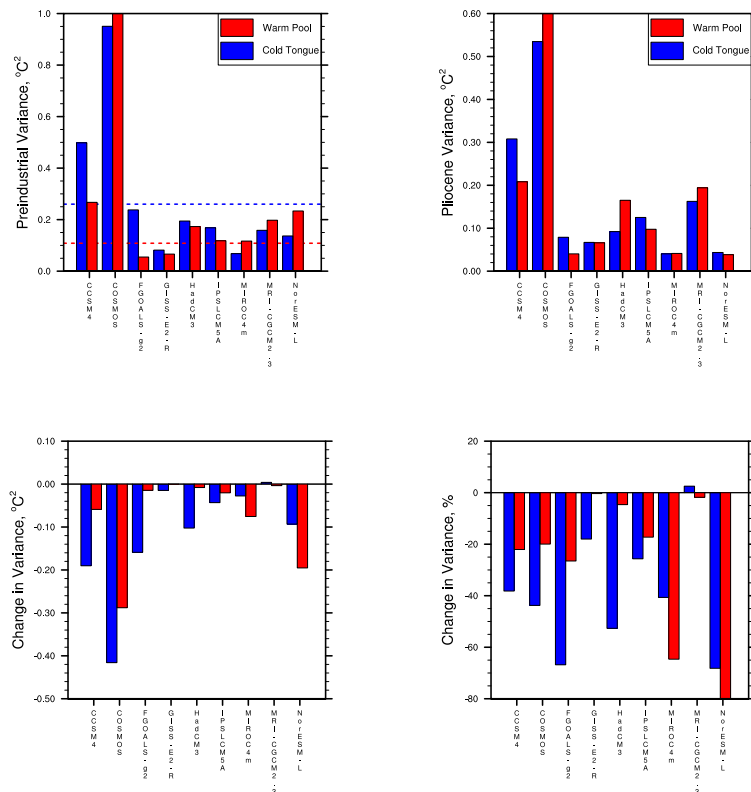 Preindustrial Variance, °C²
1.0
0.8
0.6
0.4
0.2
0.0
Warm Pool
Cold Tongue
CCSM4
COSMOS
FGOALS-g2
GISS-E2-R
HadCM3
IPSLCM5A
MIROC4m
MRI-CGCM2.3
NorESM-L
Pliocene Variance, °C²
0.60
0.50
0.40
0.30
0.20
0.10
0.00
Warm Pool
Cold Tongue
CCSM4
COSMOS
FGOALS-g2
GISS-E2-R
HadCM3
IPSLCM5A
MIROC4m
MRI-CGCM2.3
NorESM-L
Change in Variance, °C²
0.10
0.00
-0.10
-0.20
-0.30
-0.40
-0.50
CCSM4
COSMOS
FGOALS-g2
GISS-E2-R
HadCM3
IPSLCM5A
MIROC4m
MRI-CGCM2.3
NorESM-L
Change in Variance, %
20
0
-20
-40
-60
-80
CCSM4
COSMOS
FGOALS-g2
GISS-E2-R
HadCM3
IPSLCM5A
MIROC4m
MRI-CGCM2.3
NorESM-L